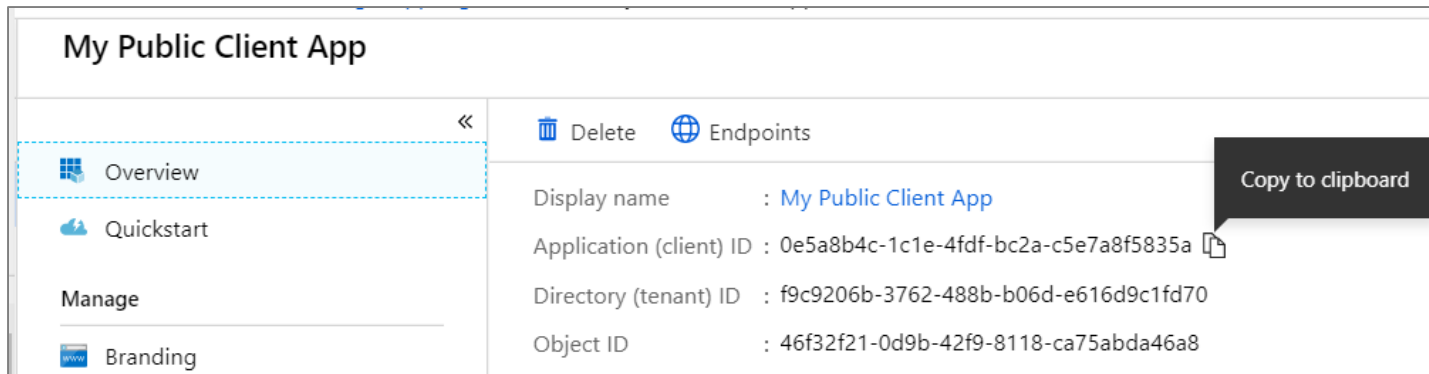 My Public Client App
«
Delete Endpoints
Overview
Copy to clipboard
Display name : My Public Client App
Quickstart
Application (client) ID : 0e5a8b4c-1c1e-4fdf-bc2a-c5e7a8f5835a
Manage
Directory (tenant) ID : f9c9206b-3762-488b-b06d-e616d9c1fd70
Object ID : 46f32f21-0d9b-42f9-8118-ca75abda46a8
www Branding